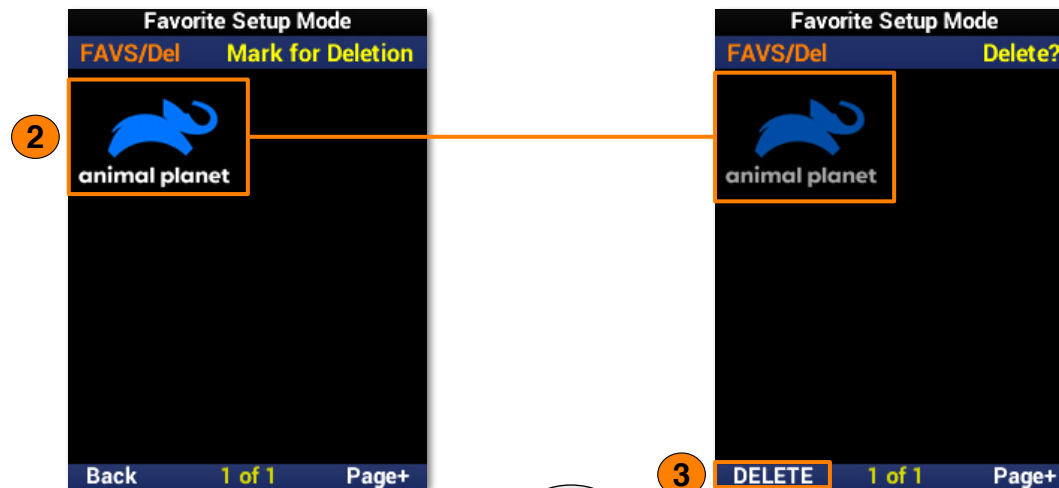 Favorite Setup Mode
FAVS/Del Mark for Deletion
2
animal planet
Back 1 of 1 Page+
Favorite Setup Mode
FAVS/Del Delete?
animal planet
3
DELETE 1 of 1 Page+